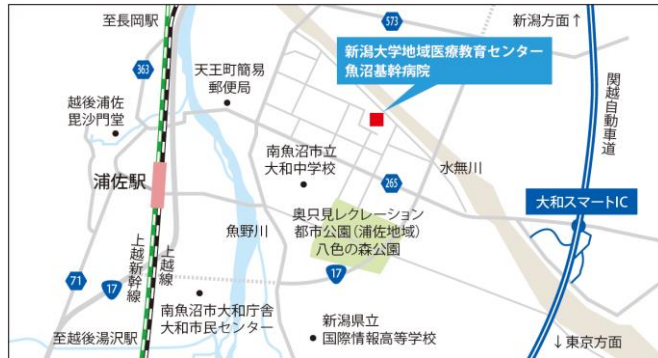 至長岡駅
573
新潟方面↑
363
新潟大学地域医療教育センター
魚沼基幹病院
天王町簡易
郵便局
関越自動車道
越後浦佐
毘沙門堂
南魚沼市立
大和中学校
水無川
265
浦佐駅
大和スマートIC
奥只見レクレーション
都市公園(浦佐地域)
八色の森公園
魚野川
上越新幹線
上越線
17
71
17
南魚沼市大和庁舎
大和市民センター
新潟県立
国際情報高等学校
至越後湯沢駅
↓東京方面